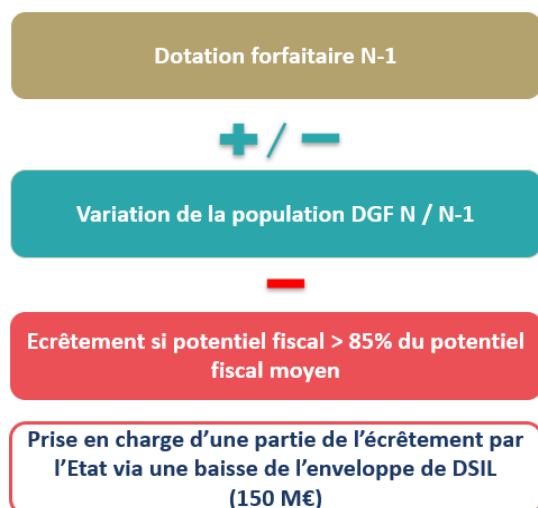 Dotation forfaitaire N-1
+ / -
Variation de la population DGF N / N-1
-
Ecrêtement si potentiel fiscal > 85% du potentiel
fiscal moyen
Prise en charge d’une partie de l’écrêtement par
l’Etat via une baisse de l’enveloppe de DSIL
(150 M€)